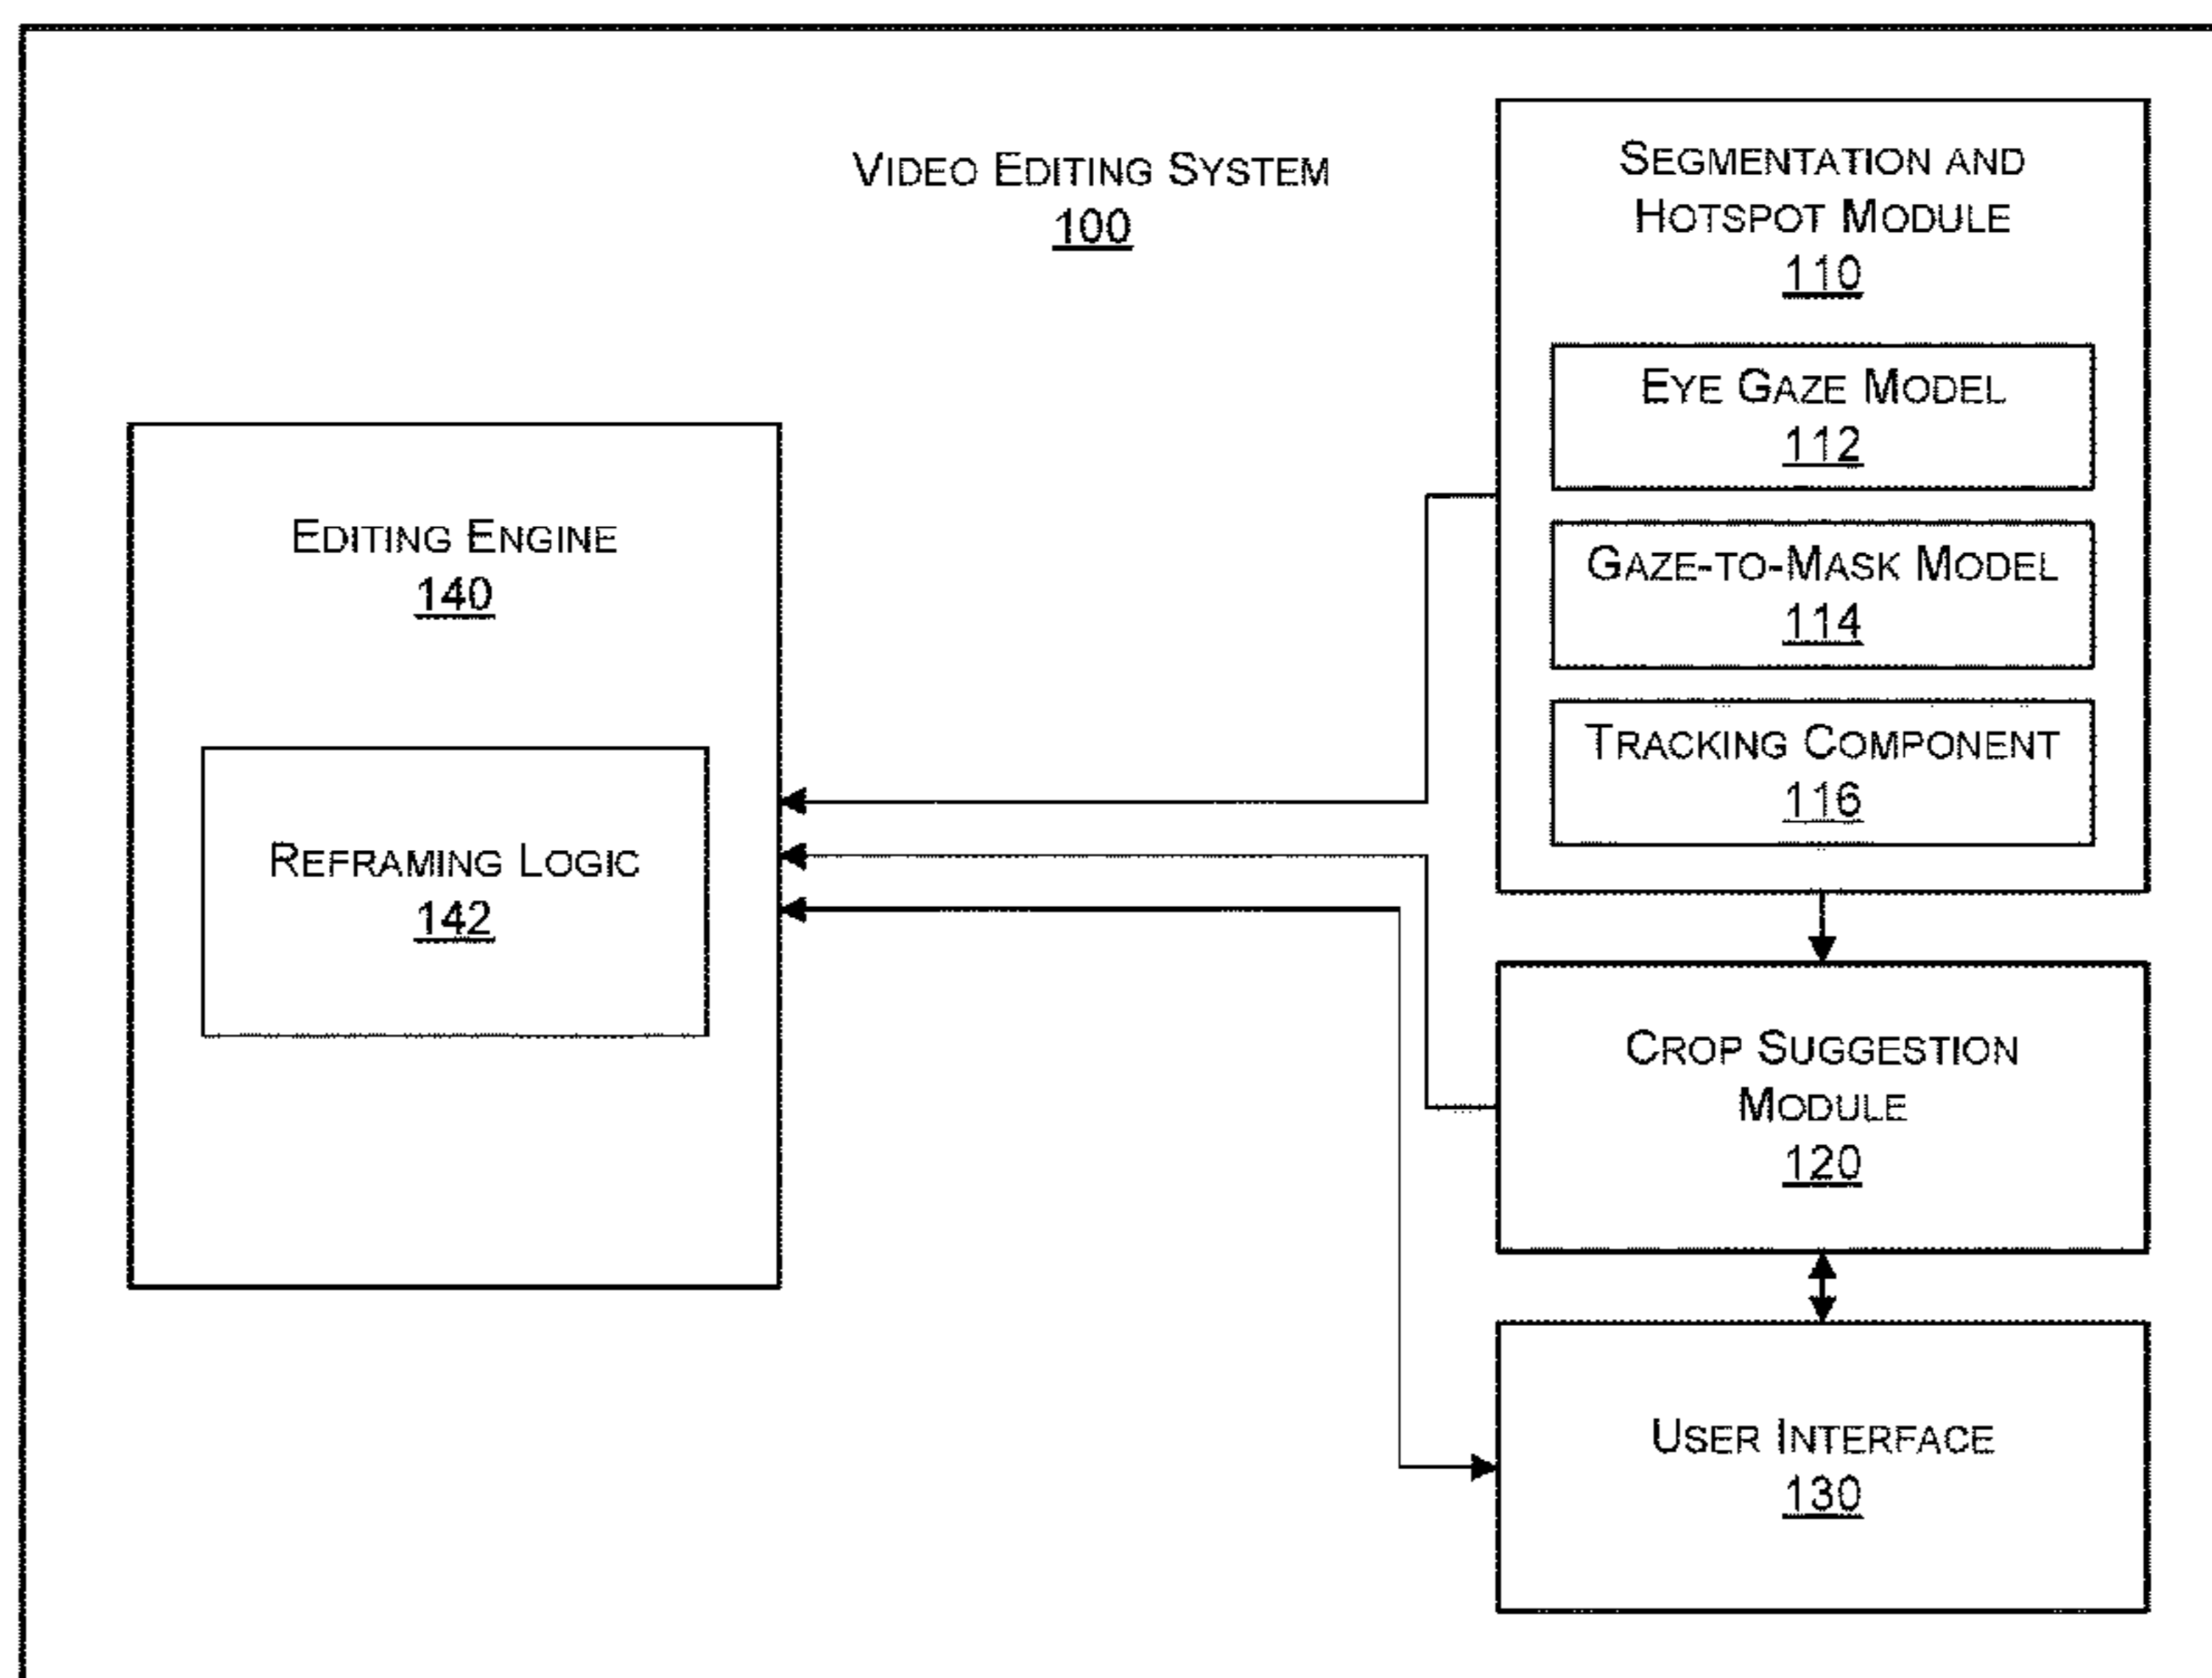 VIDEO EDITING SYSTEM
100
SEGMENTATION AND
HOTSPOT MODULE
110
EYE GAZE MODEL
112
GAZE-TO-MASK MODEL
114
TRACKING COMPONENT
116
EDITING ENGINE
140
REFRAMING LOGIC
142
CROP SUGGESTION
MODULE
120
USER INTERFACE
130